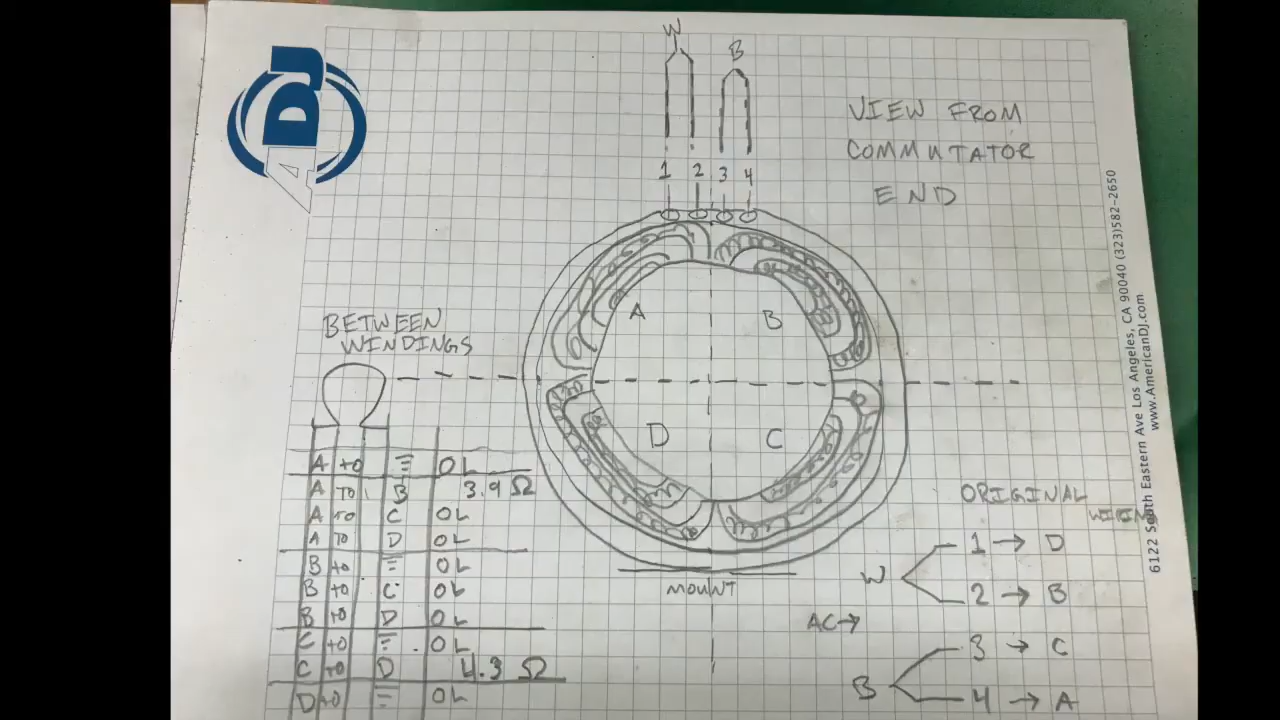 ADJ
W
B
VIEW FROM
COMMUTATOR
END
1 2 3 4
A B
D C
MOUNT
BETWEEN
WINDINGS
A TO ≡ OL
A TO B 3.9 Ω
A TO C OL
A TO D OL
B TO ≡ OL
B TO C OL
B TO D OL
C TO ≡ OL
C TO D 4.3 Ω
D TO ≡ OL
ORIGINAL
WIRING
W
1 → D
2 → B
AC →
B
3 → C
4 → A
6122 South Eastern Ave Los Angeles, CA 90040 (323)582-2650
www.AmericanDJ.com